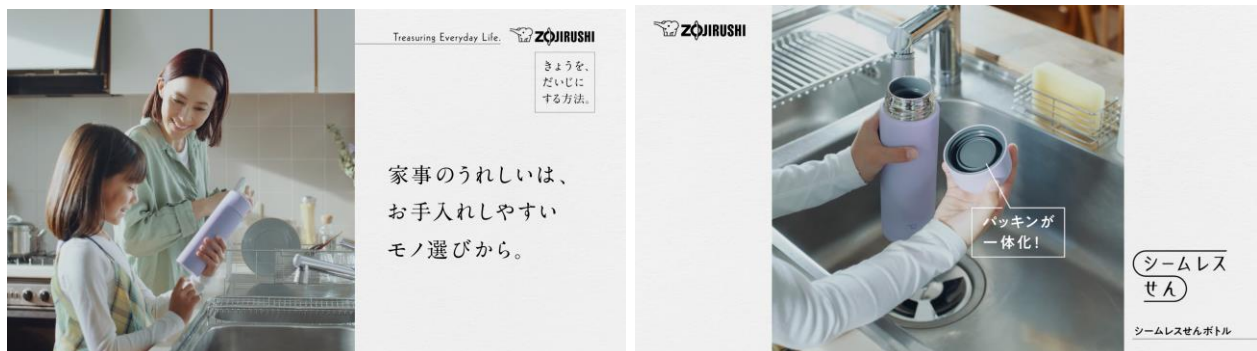 Treasuring Everyday Life.
ZOJIRUSHI
きょうを、
だいじに
する方法。
家事のうれしいは、
お手入れしやすい
モノ選びから。
ZOJIRUSHI
パッキンが
一体化!
シームレス
せん
シームレスせんボトル